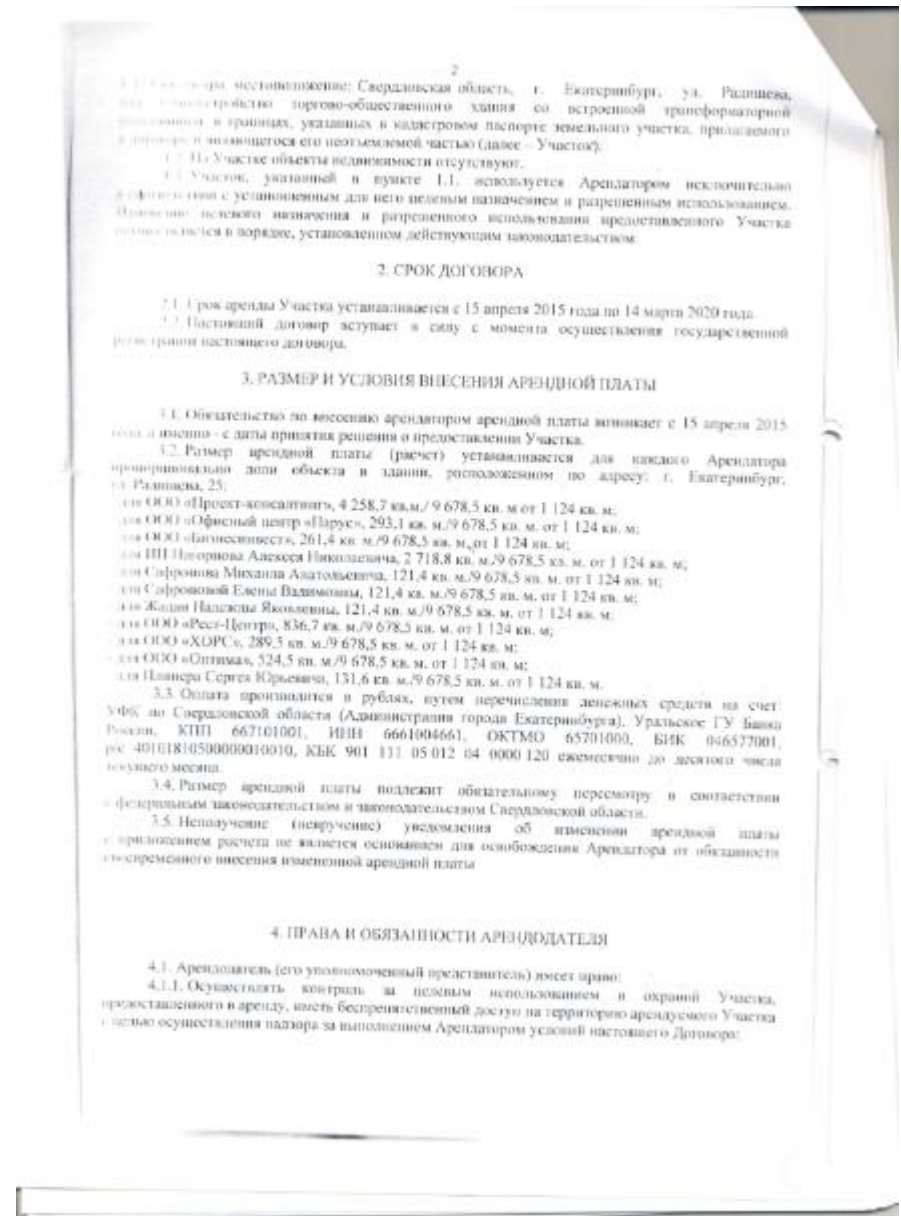 2
местоположение: Свердловская область, г. Екатеринбург, ул. Радищева,
торгово-общественного здания со встроенной трансформаторной
в границах, указанных в кадастровом паспорте земельного участка, прилагаемого
его неотъемлемой частью (далее – Участок).
1.2. На Участке объекты недвижимости отсутствуют.
Участок, указанный в пункте 1.1. используется Арендатором исключительно
с установленным для него целевым назначением и разрешенным использованием.
целевого назначения и разрешенного использования предоставленного Участка
в порядке, установленном действующим законодательством.
2. СРОК ДОГОВОРА
2.1. Срок аренды Участка устанавливается с 15 апреля 2015 года по 14 марта 2020 года.
2.2. Настоящий договор вступает в силу с момента осуществления государственной
регистрации настоящего договора.
3. РАЗМЕР И УСЛОВИЯ ВНЕСЕНИЯ АРЕНДНОЙ ПЛАТЫ
3.1. Обязательство по внесению арендатором арендной платы возникает с 15 апреля 2015
года, а именно - с даты принятия решения о предоставлении Участка.
3.2. Размер арендной платы (расчет) устанавливается для каждого Арендатора
пропорционально доли объекта в здании, расположенном по адресу: г. Екатеринбург,
ул. Радищева, 25:
для ООО «Проект-консалтинг», 4 258,7 кв.м./ 9 678,5 кв. м от 1 124 кв. м;
для ООО «Офисный центр «Парус», 293,1 кв. м./9 678,5 кв. м. от 1 124 кв. м;
для ООО «Бизнесинвест», 261,4 кв. м./9 678,5 кв. м. от 1 124 кв. м;
для ИП Нагорнова Алексея Николаевича, 2 718,8 кв. м./9 678,5 кв. м. от 1 124 кв. м;
для Сафронова Михаила Анатольевича, 121,4 кв. м./9 678,5 кв. м. от 1 124 кв. м;
для Сафроновой Елены Вадимовны, 121,4 кв. м./9 678,5 кв. м. от 1 124 кв. м;
для Жадан Надежды Яковлевны, 121,4 кв. м./9 678,5 кв. м. от 1 124 кв. м;
для ООО «Рест-Центр», 836,7 кв. м./9 678,5 кв. м. от 1 124 кв. м;
для ООО «ХОРС», 289,5 кв. м./9 678,5 кв. м. от 1 124 кв. м;
для ООО «Оптима», 524,5 кв. м./9 678,5 кв. м. от 1 124 кв. м;
для Сергея Юрьевича, 131,6 кв. м./9 678,5 кв. м. от 1 124 кв. м.
3.3. Оплата производится в рублях, путем перечисления денежных средств на счет:
УФК по Свердловской области (Администрация города Екатеринбурга), Уральское ГУ Банка
России, КПП 667101001, ИНН 6661004661, ОКТМО 65701000, БИК 046577001,
р/с 40101810500000010010, КБК 901 111 05 012 04 0000 120 ежемесячно до десятого числа
текущего месяца.
3.4. Размер арендной платы подлежит обязательному пересмотру в соответствии
с федеральным законодательством и законодательством Свердловской области.
3.5. Неполучение (невручение) уведомления об изменении арендной платы
с приложением расчета не является основанием для освобождения Арендатора от обязанности
своевременного внесения измененной арендной платы
4. ПРАВА И ОБЯЗАННОСТИ АРЕНДОДАТЕЛЯ
4.1. Арендодатель (его уполномоченный представитель) имеет право:
4.1.1. Осуществлять контроль за целевым использованием и охраной Участка,
предоставленного в аренду, иметь беспрепятственный доступ на территорию арендуемого Участка
с целью осуществления надзора за выполнением Арендатором условий настоящего Договора;